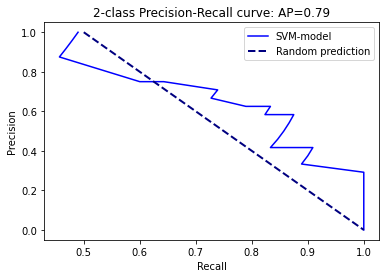 2-class Precision-Recall curve: AP=0.79
SVM-model
Random prediction
Precision
1.0
0.8
0.6
0.4
0.2
0.0
0.5
0.6
0.7
0.8
0.9
1.0
Recall